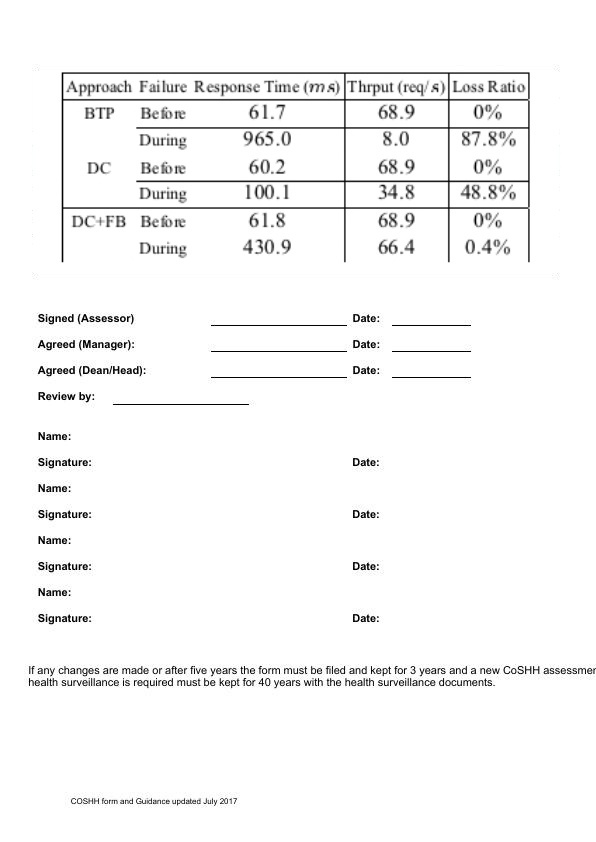 Approach Failure Response Time (ms) Thrput (req/s) Loss Ratio
BTP Before 61.7 68.9 0%
During 965.0 8.0 87.8%
DC Before 60.2 68.9 0%
During 100.1 34.8 48.8%
DC+FB Before 61.8 68.9 0%
During 430.9 66.4 0.4%
Signed (Assessor) Date:
Agreed (Manager): Date:
Agreed (Dean/Head): Date:
Review by:
Name:
Signature: Date:
Name:
Signature: Date:
Name:
Signature: Date:
Name:
Signature: Date:
If any changes are made or after five years the form must be filed and kept for 3 years and a new CoSHH
health surveillance is required must be kept for 40 years with the health surveillance documents.
COSHH form and Guidance updated July 2017